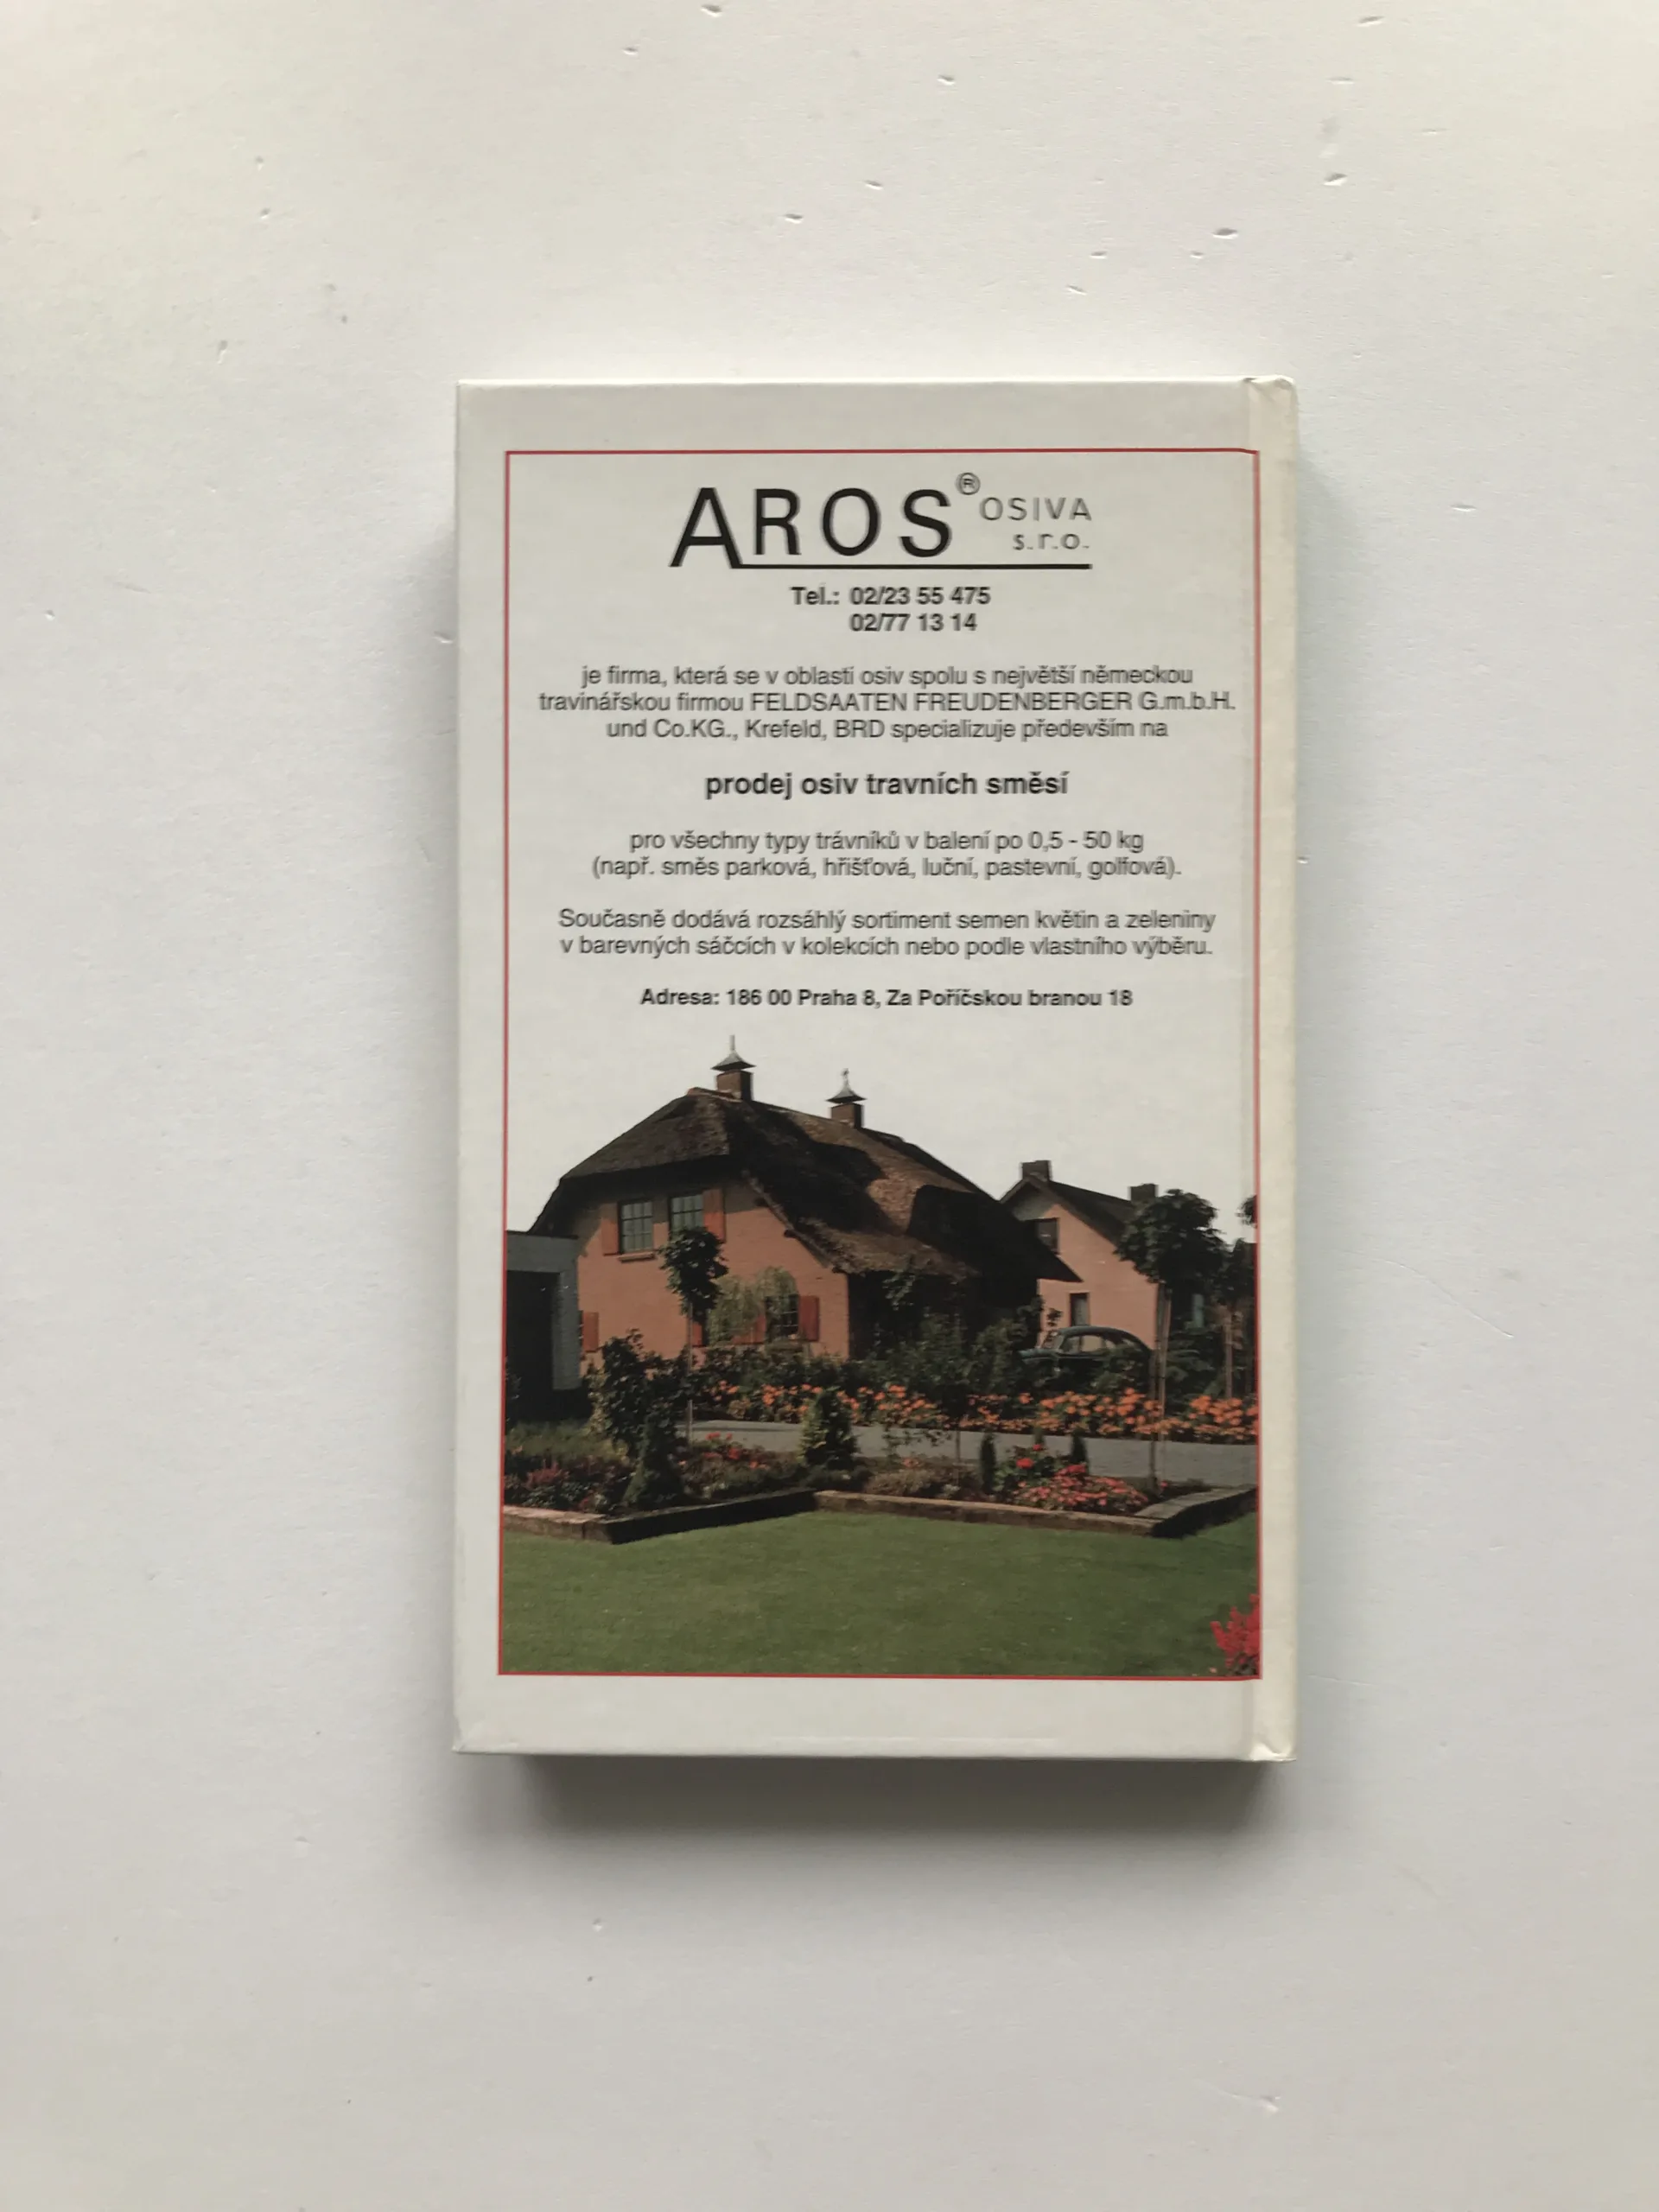 AROS® OSIVA
s.r.o.
Tel.: 02/23 55 475
02/77 13 14
je firma, která se v oblasti osiv spolu s největší německou
travinářskou firmou FELDSAATEN FREUDENBERGER G.m.b.H.
und Co.KG., Krefeld, BRD specializuje především na
prodej osiv travních směsí
pro všechny typy trávníků v balení po 0,5 - 50 kg
(např. směs parková, hřišťová, luční, pastevní, golfová).
Současně dodává rozsáhlý sortiment semen květin a zeleniny
v barevných sáčcích v kolekcích nebo podle vlastního výběru.
Adresa: 186 00 Praha 8, Za Poříčskou branou 18